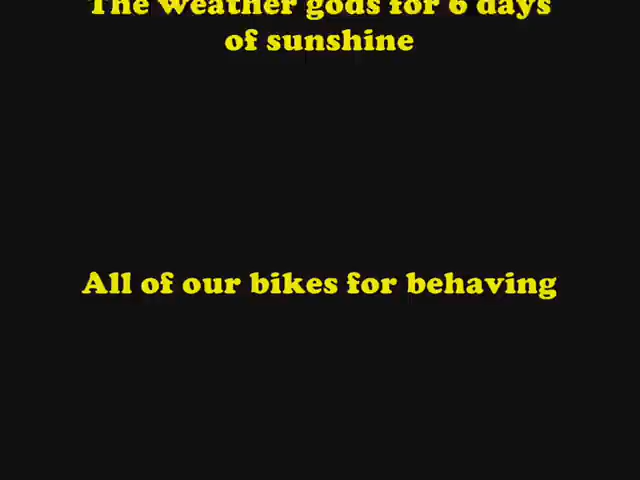 The Weather gods for 6 days
of sunshine
All of our bikes for behaving